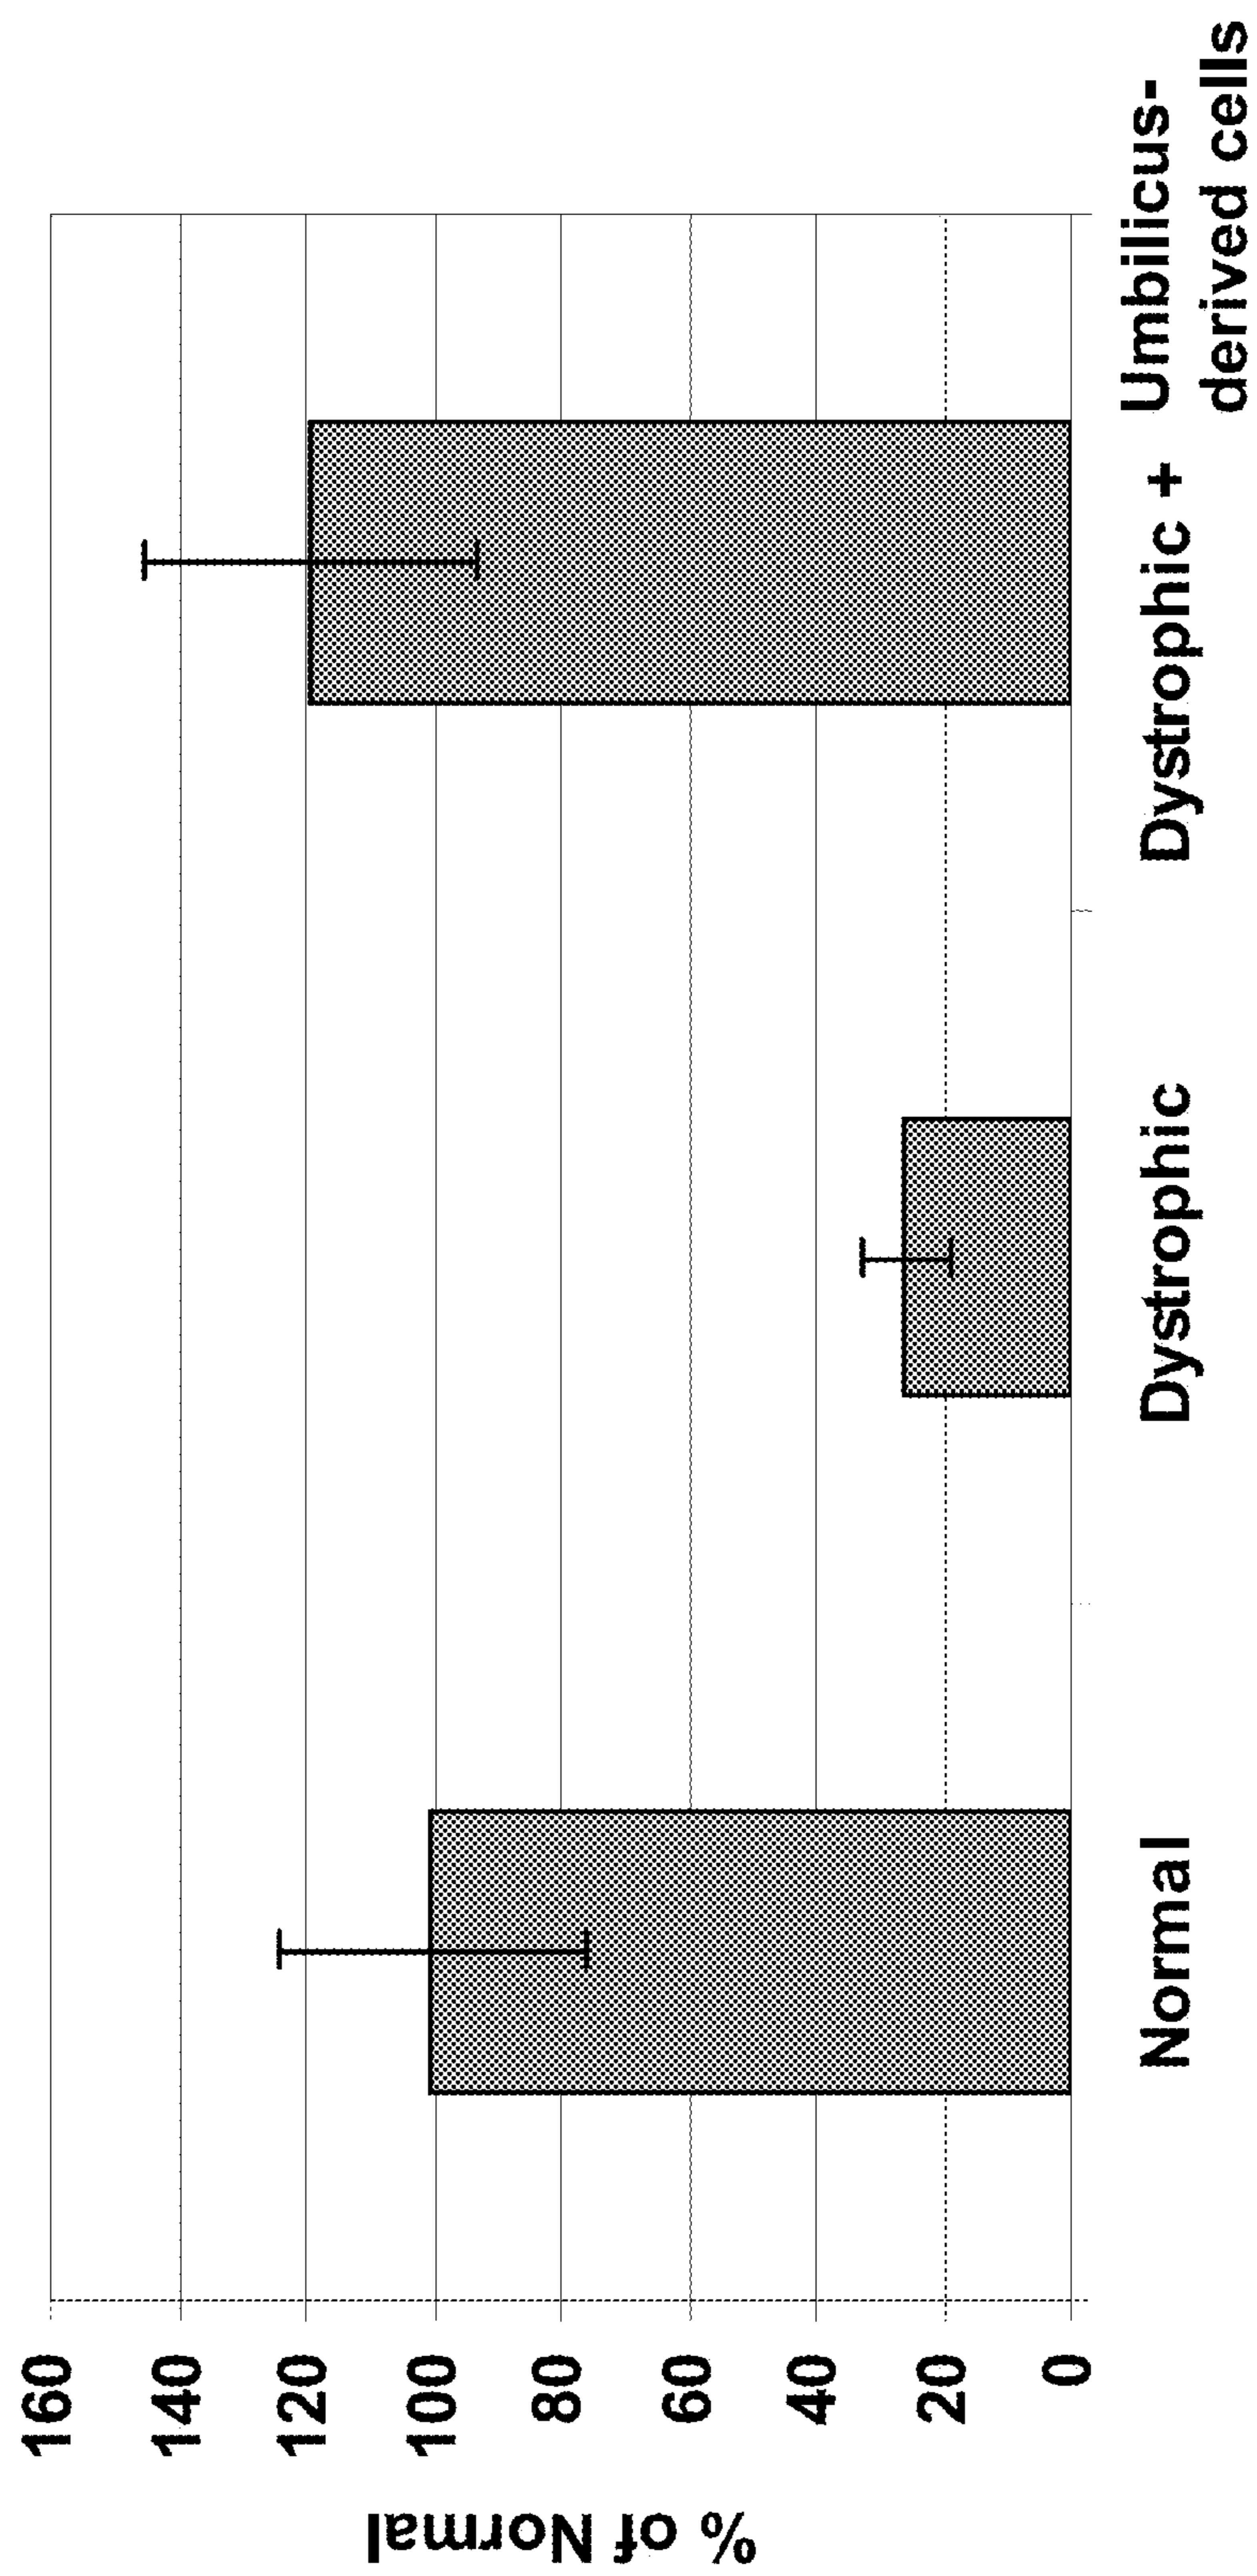 % of Normal
160
140
120
100
80
60
40
20
0
Normal
Dystrophic
Dystrophic + Umbilicus-
derived cells